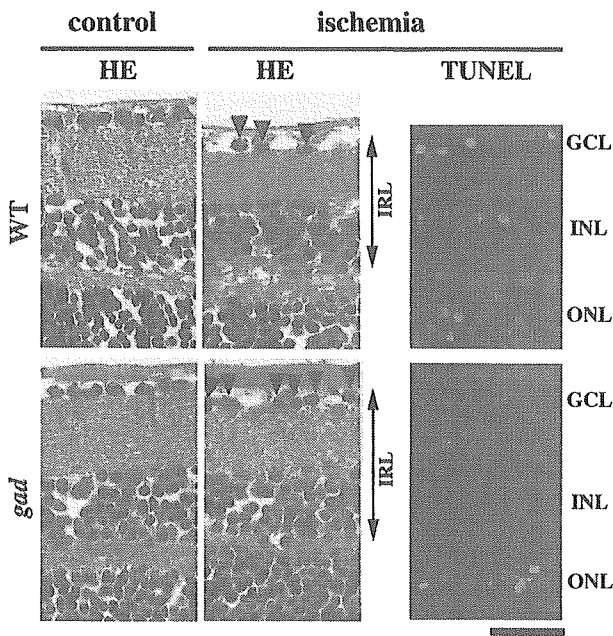 control ischemia
HE HE TUNEL
WT
IRL
GCL
INL
ONL
gad
IRL
GCL
INL
ONL